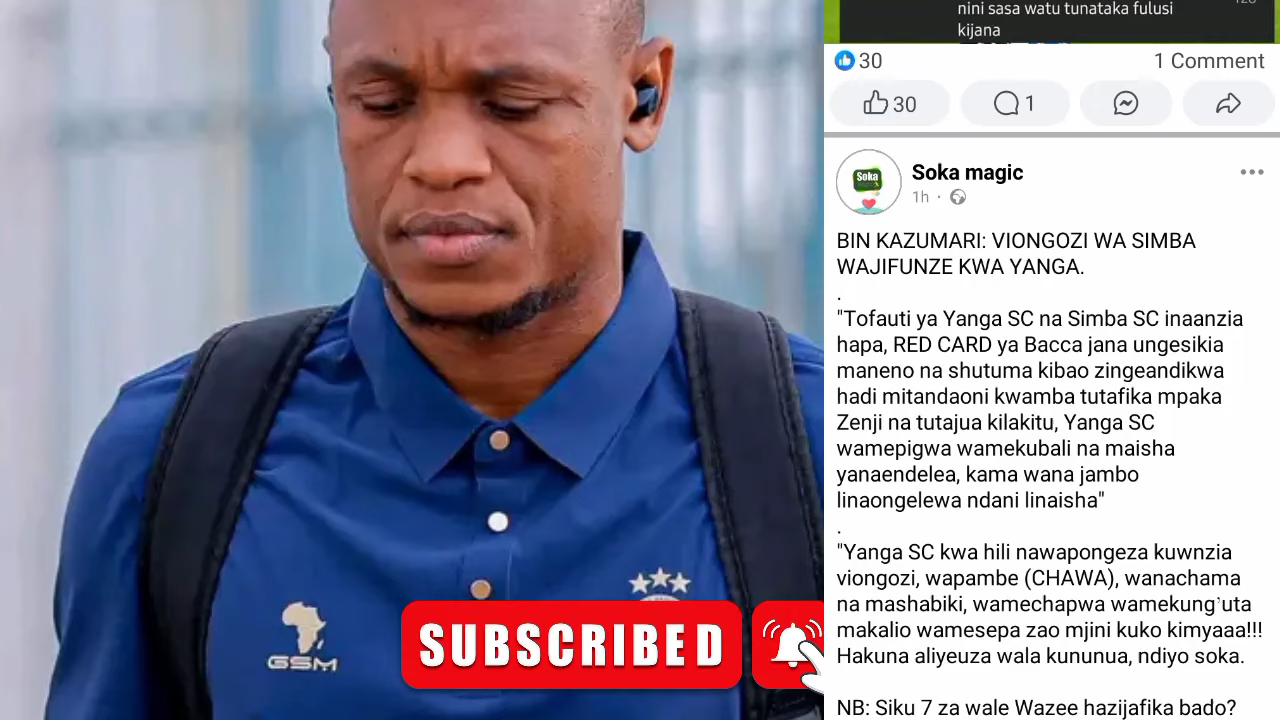 nini sasa watu tunataka fulusi
kijana
30
1 Comment
30
1
Soka
Soka magic
1h ·
BIN KAZUMARI: VIONGOZI WA SIMBA
WAJIFUNZE KWA YANGA.
.
"Tofauti ya Yanga SC na Simba SC inaanzia
hapa, RED CARD ya Bacca jana ungesikia
maneno na shutuma kibao zingeandikwa
hadi mitandaoni kwamba tutafika mpaka
Zenji na tutajua kilakitu, Yanga SC
wamepigwa wamekubali na maisha
yanaendelea, kama wana jambo
linaongelewa ndani linaisha"
.
"Yanga SC kwa hili nawapongeza kuwnzia
viongozi, wapambe (CHAWA), wanachama
na mashabiki, wamechapwa wamekung`uta
makalio wamesepa zao mjini kuko kimyaaa!!!
Hakuna aliyeuza wala kununua, ndiyo soka.
NB: Siku 7 za wale Wazee hazijafika bado?
GSM
SUBSCRIBED